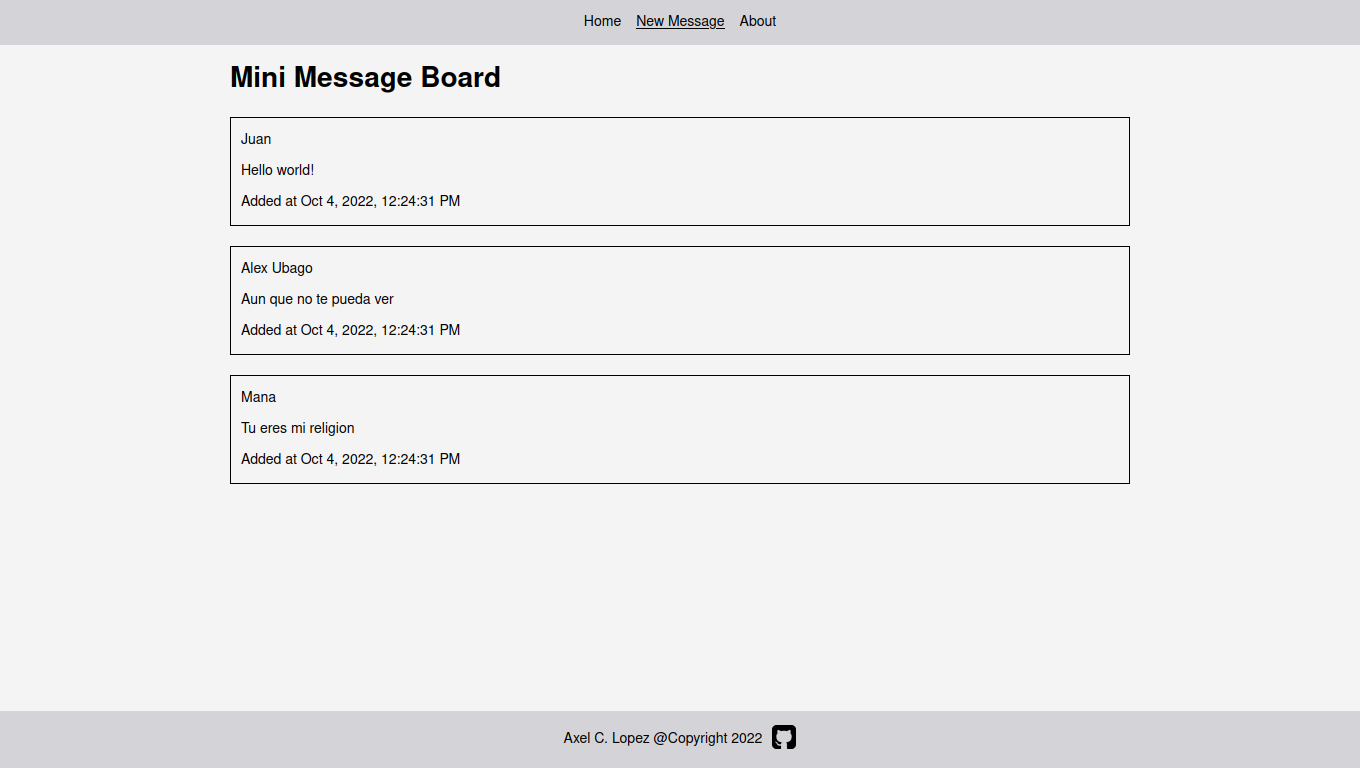 Home New Message About
Mini Message Board
Juan
Hello world!
Added at Oct 4, 2022, 12:24:31 PM
Alex Ubago
Aun que no te pueda ver
Added at Oct 4, 2022, 12:24:31 PM
Mana
Tu eres mi religion
Added at Oct 4, 2022, 12:24:31 PM
Axel C. Lopez @Copyright 2022